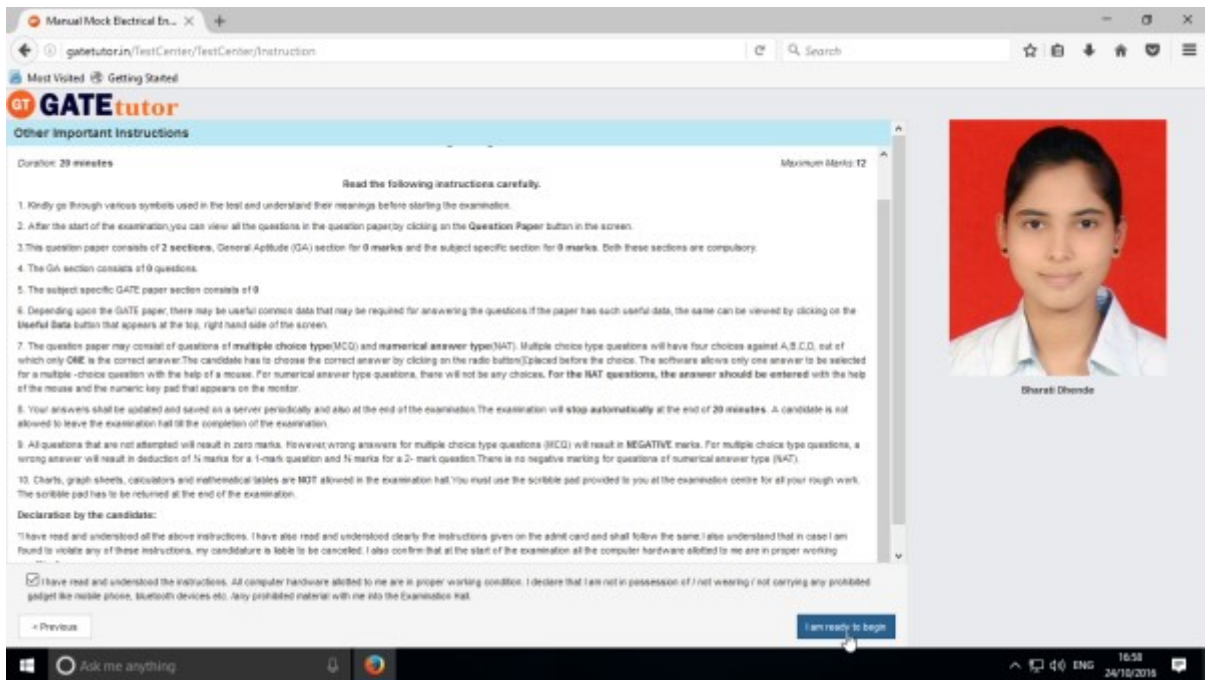 Manual Mock Electrical En...
gatetutor.in/TestCenter/TestCenter/Instruction
Search
Most Visited Getting Started
GT GATEtutor
Other Important Instructions
Duration: 20 minutes Maximum Marks: 12
Read the following instructions carefully.
1. Kindly go through various symbols used in the test and understand their meanings before starting the examination.
2. After the start of the examination,you can view all the questions in the question paper,by clicking on the Question Paper button in the screen.
3.This question paper consists of 2 sections, General Aptitude (GA) section for 0 marks and the subject specific section for 0 marks. Both these sections are compulsory.
4. The GA section consists of 0 questions.
5. The subject specific GATE paper section consists of 0
6. Depending upon the GATE paper, there may be useful common data that may be required for answering the questions.If the paper has such useful data, the same can be viewed by clicking on the
Useful Data button that appears at the top, right hand side of the screen.
7. The question paper may consist of questions of multiple choice type(MCQ) and numerical answer type(NAT). Multiple choice type questions will have four choices against A,B,C,D, out of
which only ONE is the correct answer.The candidate has to choose the correct answer by clicking on the radio button placed before the choice. The software allows only one answer to be selected
for a multiple -choice question with the help of a mouse. For numerical answer type questions, there will not be any choices. For the NAT questions, the answer should be entered with the help
of the mouse and the numeric key pad that appears on the monitor.
8. Your answers shall be updated and saved on a server periodically and also at the end of the examination.The examination will stop automatically at the end of 20 minutes. A candidate is not
allowed to leave the examination hall till the completion of the examination.
9. All questions that are not attempted will result in zero marks. However,wrong answers for multiple choice type questions (MCQ) will result in NEGATIVE marks. For multiple choice type questions, a
wrong answer will result in deduction of marks for a 1-mark question and marks for a 2- mark question.There is no negative marking for questions of numerical answer type (NAT).
10. Charts, graph sheets, calculators and mathematical tables are NOT allowed in the examination hall.You must use the scribble pad provided to you at the examination centre for all your rough work.
The scribble pad has to be returned at the end of the examination.
Declaration by the candidate:
"I have read and understood all the above instructions. I have also read and understood clearly the instructions given on the admit card and shall follow the same.I also understand that in case I am
found to violate any of these instructions, my candidature is liable to be cancelled. I also confirm that at the start of the examination all the computer hardware allotted to me are in proper working
I have read and understood the instructions. All computer hardware allotted to me are in proper working condition. I declare that I am not in possession of / not wearing / not carrying any prohibited
gadget like mobile phone, bluetooth devices etc. /any prohibited material with me into the Examination Hall.
< Previous I am ready to begin
Bharati Dhende
Ask me anything
ENG 16:58
24/10/2016